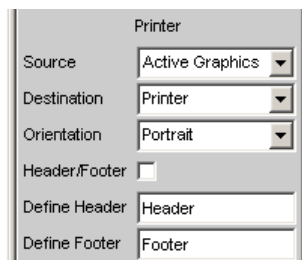 Printer
Source Active Graphics
Destination Printer
Orientation Portrait
Header/Footer
Define Header Header
Define Footer Footer